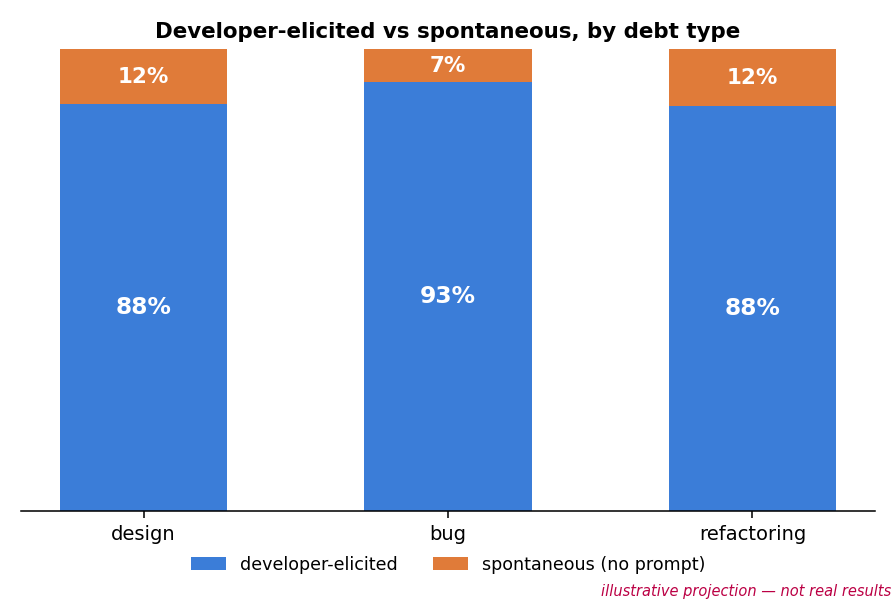 Developer-elicited vs spontaneous, by debt type
12% 7% 12%
88% 93% 88%
design bug refactoring
developer-elicited spontaneous (no prompt)
illustrative projection — not real results